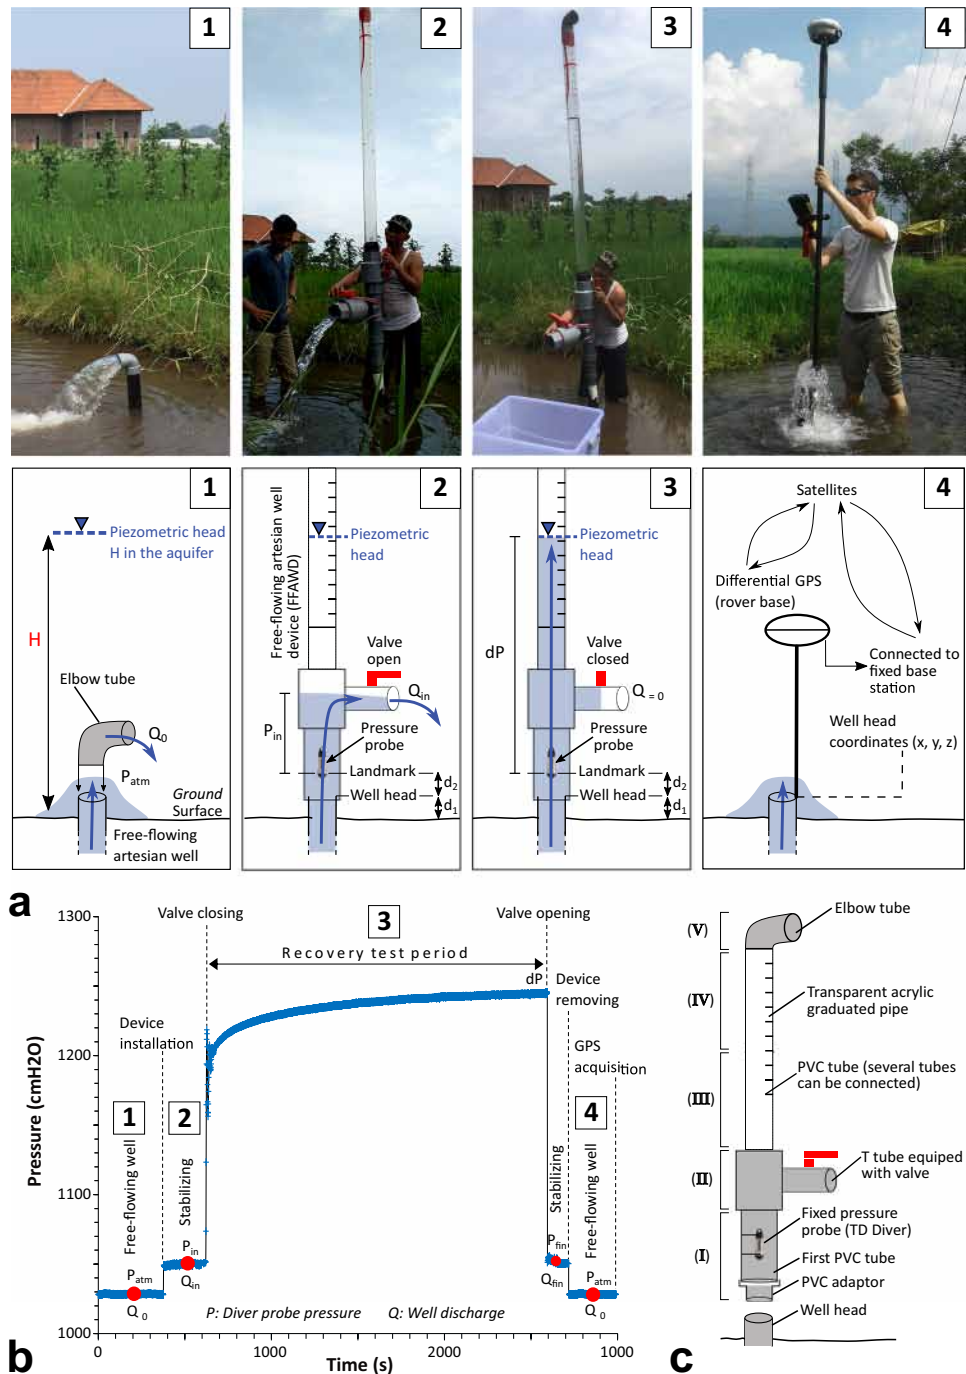 1
2
3
4
1
Piezometric head
H in the aquifer
H
Elbow tube
Q0
Patm
Ground
Surface
Free-flowing
artesian well
2
Free-flowing artesian well
device (FFAWD)
Piezometric
head
Valve
open
Qin
Pin
Pressure
probe
Landmark
d2
Well head
d1
3
Piezometric
head
dP
Valve
closed
Q = 0
Pressure
probe
Landmark
d2
Well head
d1
4
Satellites
Differential GPS
(rover base)
Connected to
fixed base
station
Well head
coordinates (x, y, z)
a
Pressure (cmH2O)
1300
1200
1100
1000
Valve closing
3
Valve opening
Recovery test period
dP
Device
removing
Device
installation
GPS
acquisition
1
2
4
Free-flowing well
Stabilizing
Stabilizing
Free-flowing well
Patm
Q0
Pin
Qin
Pfin
Qfin
Patm
Q0
P: Diver probe pressure
Q: Well discharge
0
1000
2000
1000
Time (s)
b
(V)
Elbow tube
(IV)
Transparent acrylic
graduated pipe
(III)
PVC tube (several tubes
can be connected)
(II)
T tube equiped
with valve
(I)
Fixed pressure
probe (TD Diver)
First PVC tube
PVC adaptor
Well head
c